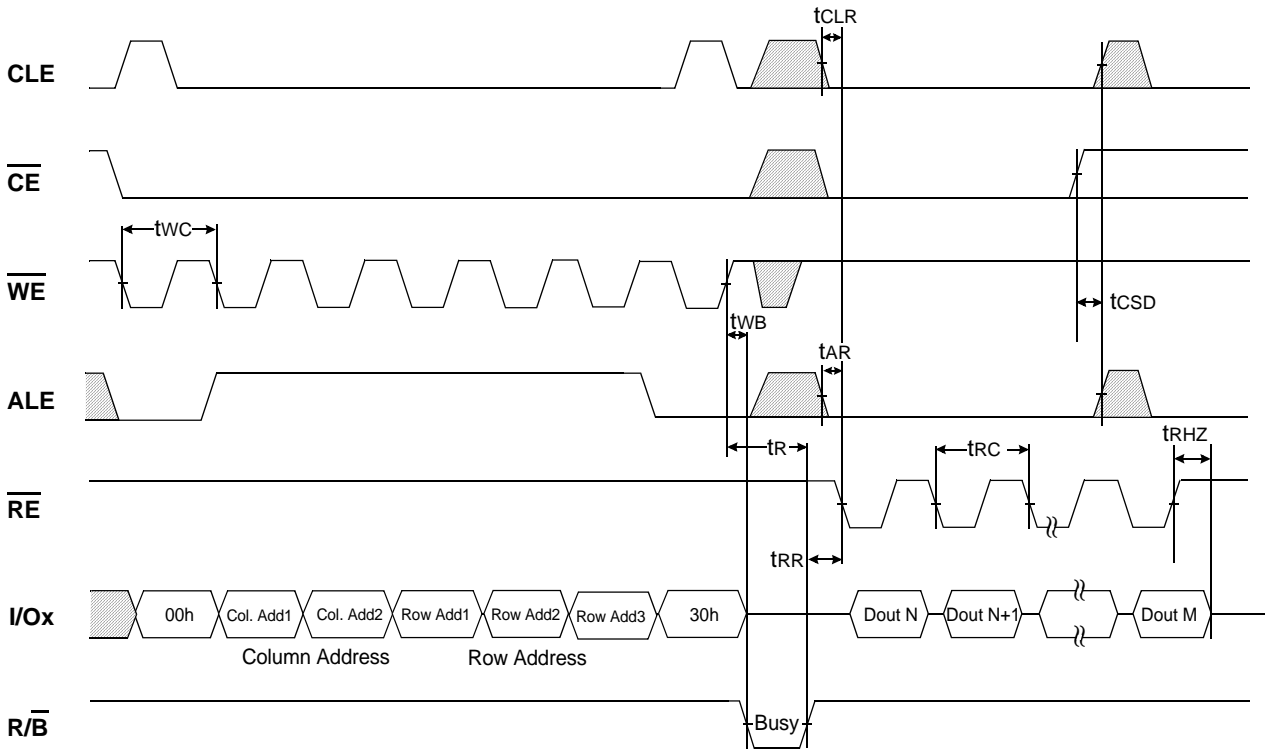 tCLR
CLE
CE
tWC
WE
tWB
tCSD
tAR
ALE
tR
tRC
tRHZ
RE
tRR
I/Ox
00h Col. Add1 Col. Add2 Row Add1 Row Add2 Row Add3 30h Dout N Dout N+1 Dout M
Column Address Row Address
R/B
Busy